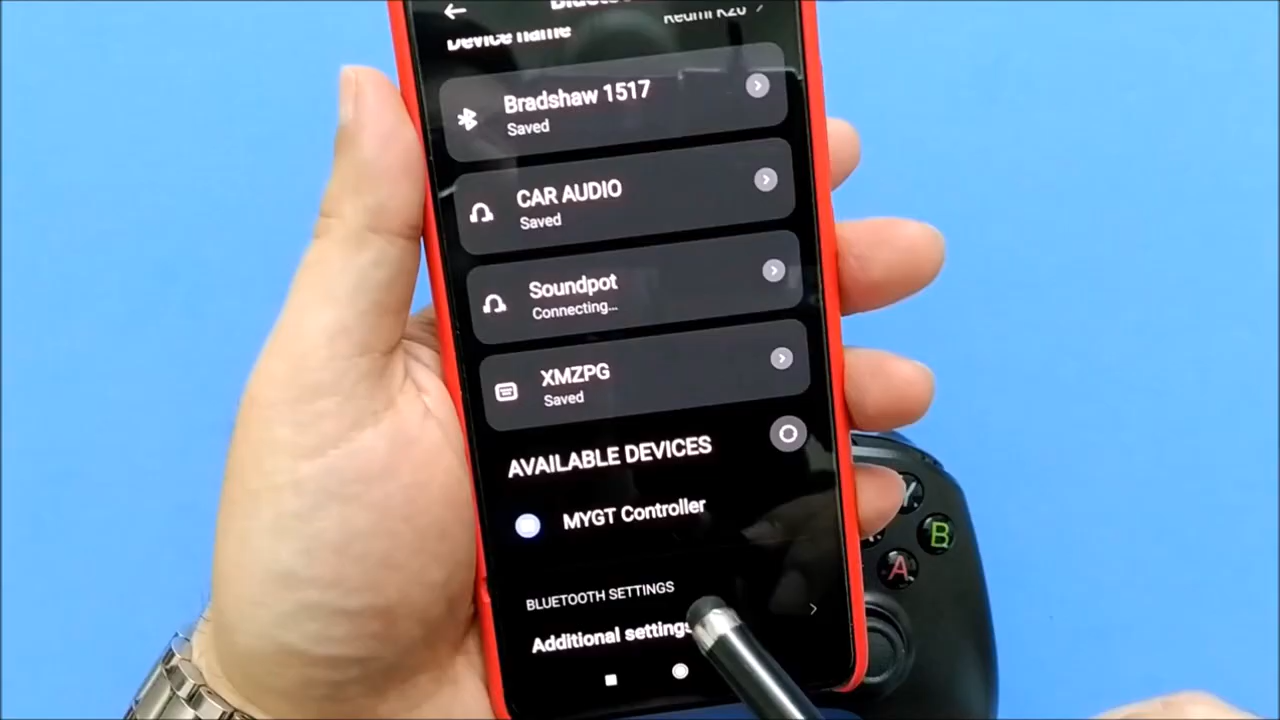 Device name
Redmi K20
Bradshaw 1517
Saved
CAR AUDIO
Saved
Soundpot
Connecting...
XMZPG
Saved
AVAILABLE DEVICES
MYGT Controller
BLUETOOTH SETTINGS
Additional settings
Y
B
A